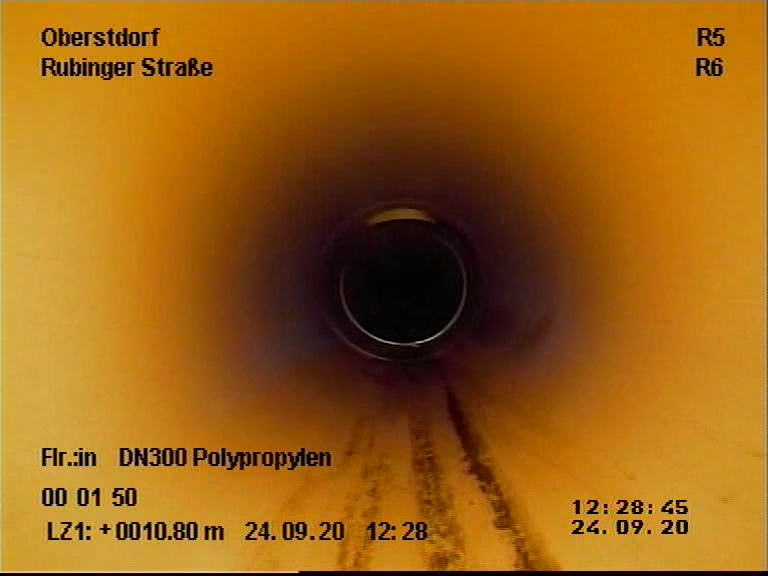 Oberstdorf
R5
Rubinger Straße
R6
Flr.:in DN300 Polypropylen
00 01 50
12:28:45
LZ1: +0010.80 m 24.09.20 12:28
24.09.20